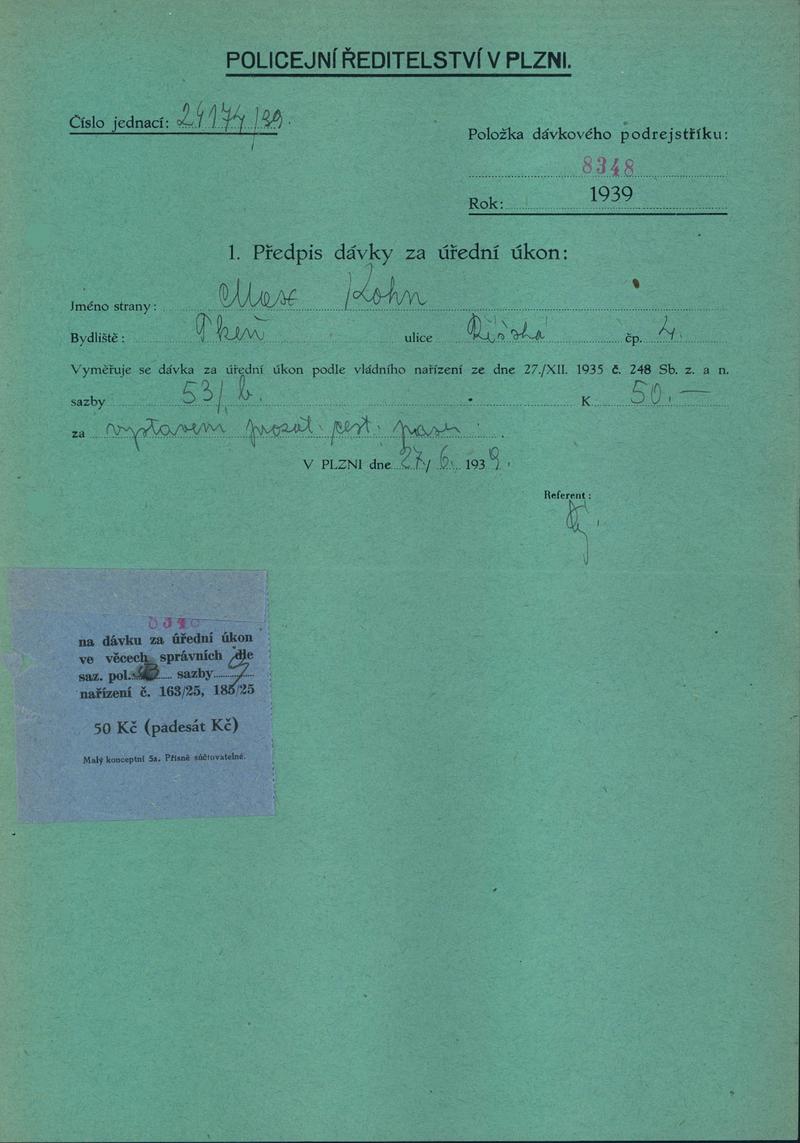 POLICEJNÍ ŘEDITELSTVÍ V PLZNI.
Číslo jednací: 24174/39.
Položka dávkového podrejstříku:
8348
Rok: 1939
1. Předpis dávky za úřední úkon:
Jméno strany: Max Kohn
Bydliště: Plzeň ulice Říšská čp. 4.
Vyměřuje se dávka za úřední úkon podle vládního nařízení ze dne 27./XII. 1935 č. 248 Sb. z. a n.
sazby 53/b. K 50.—
za vystavení prozat. cest. pasu.
V PLZNI dne 27/6. 1939.
Referent:
na dávku za úřední úkon
ve věcech správních dle
saz. pol. sazby
nařízení č. 163/25, 185/25
50 Kč (padesát Kč)
Malý konceptní 5a. Přísně súčtovatelné.